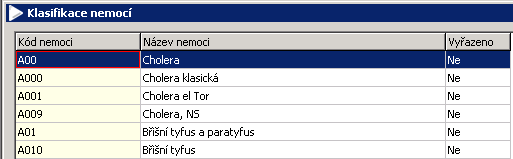 Klasifikace nemocí
Kód nemoci Název nemoci Vyřazeno
A00 Cholera Ne
A000 Cholera klasická Ne
A001 Cholera el Tor Ne
A009 Cholera, NS Ne
A01 Břišní tyfus a paratyfus Ne
A010 Břišní tyfus Ne